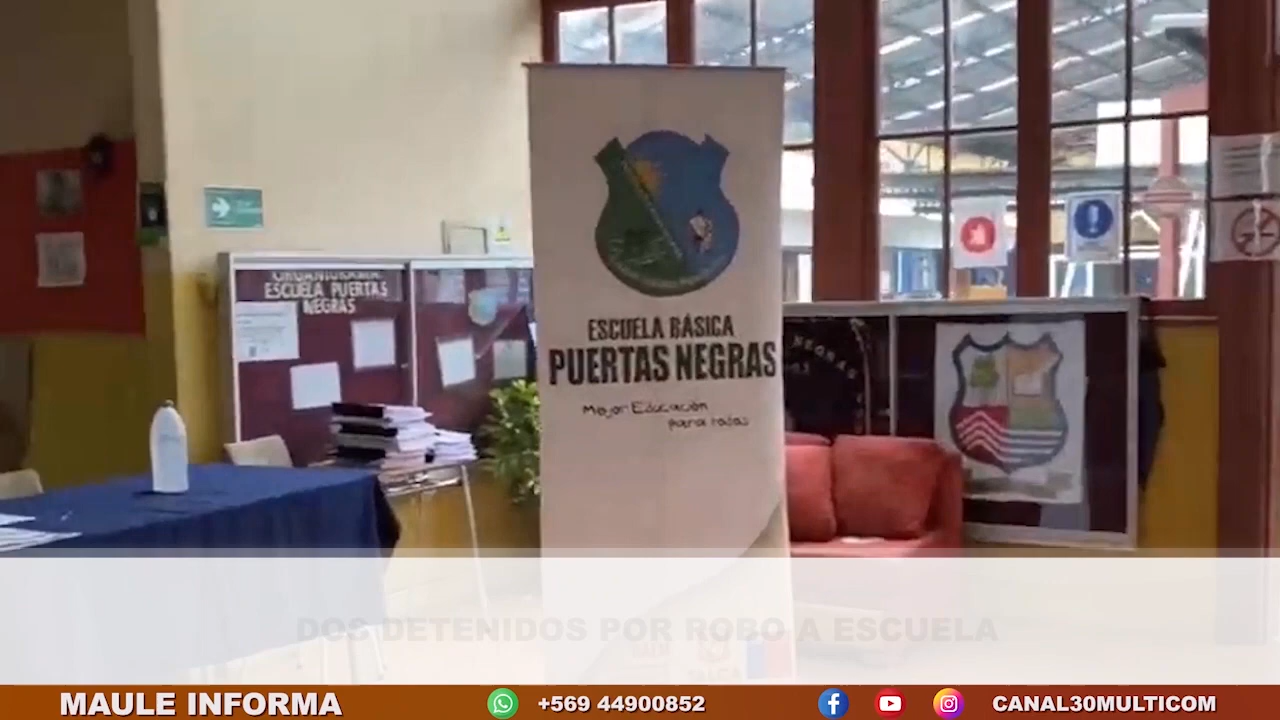 ORGANIGRAMA
ESCUELA PUERTAS
NEGRAS
ESCUELA BÁSICA
PUERTAS NEGRAS
Mejor Educación
para todos
DOS DETENIDOS POR ROBO A ESCUELA
MAULE INFORMA
+569 44900852
CANAL30MULTICOM